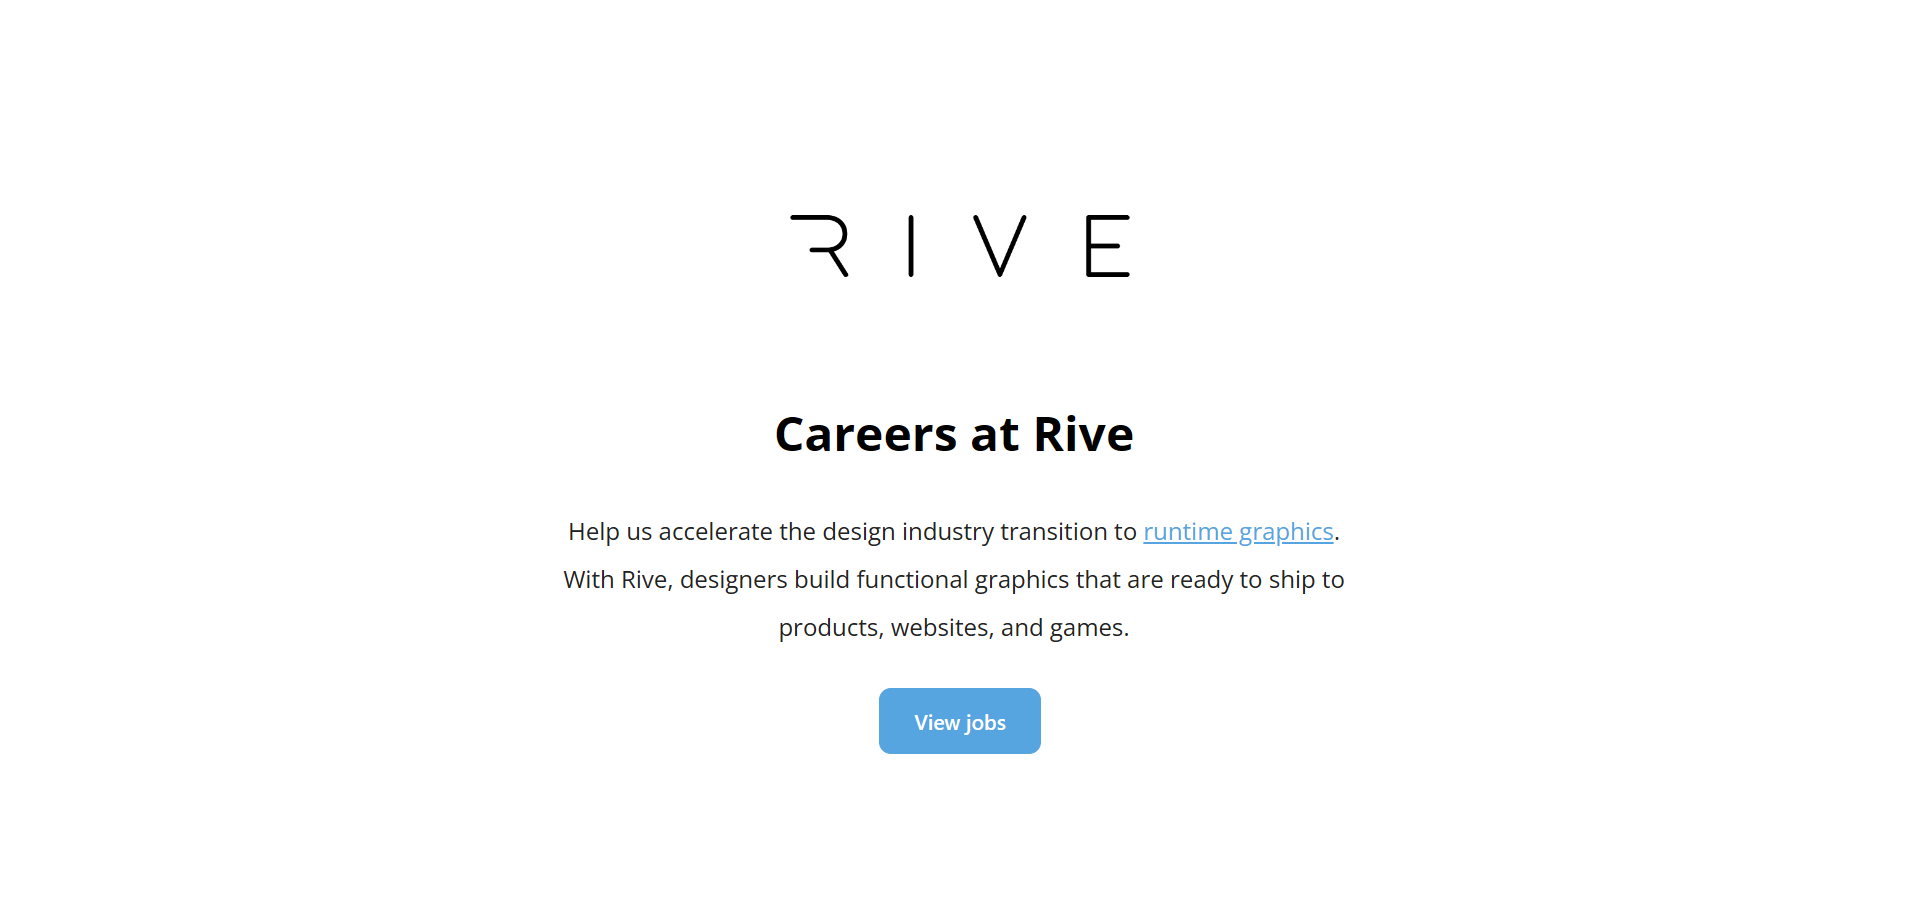 RIVE
Careers at Rive
Help us accelerate the design industry transition to runtime graphics.
With Rive, designers build functional graphics that are ready to ship to
products, websites, and games.
View jobs